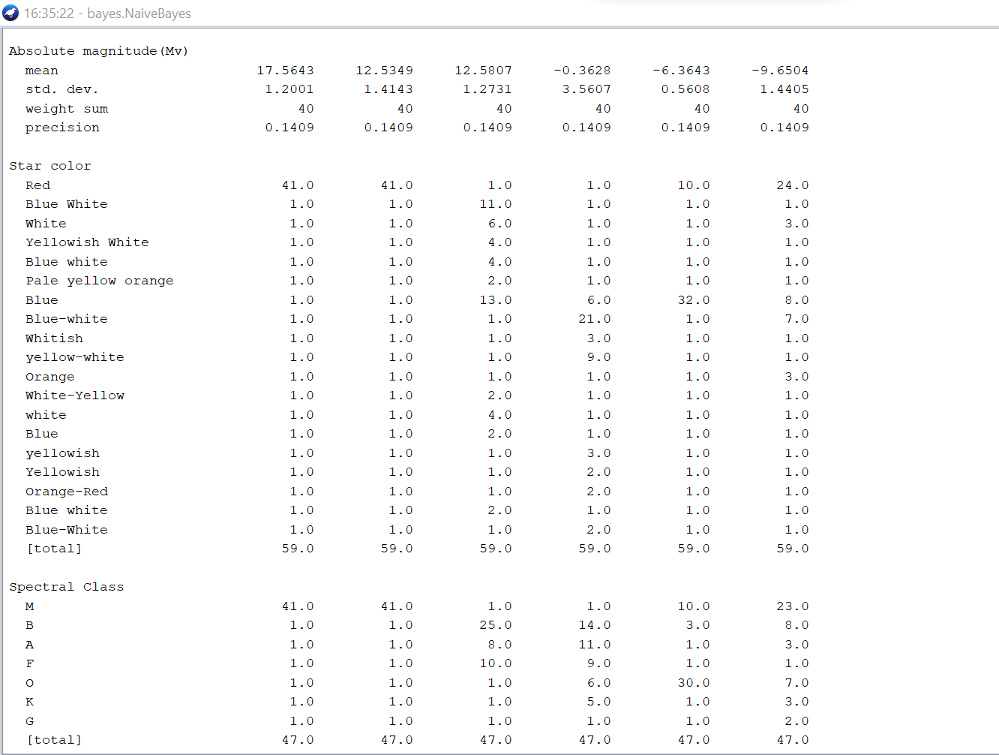 16:35:22 - bayes.NaiveBayes
Absolute magnitude(Mv)
mean 17.5643 12.5349 12.5807 -0.3628 -6.3643 -9.6504
std. dev. 1.2001 1.4143 1.2731 3.5607 0.5608 1.4405
weight sum 40 40 40 40 40 40
precision 0.1409 0.1409 0.1409 0.1409 0.1409 0.1409
Star color
Red 41.0 41.0 1.0 1.0 10.0 24.0
Blue White 1.0 1.0 11.0 1.0 1.0 1.0
White 1.0 1.0 6.0 1.0 1.0 3.0
Yellowish White 1.0 1.0 4.0 1.0 1.0 1.0
Blue white 1.0 1.0 4.0 1.0 1.0 1.0
Pale yellow orange 1.0 1.0 2.0 1.0 1.0 1.0
Blue 1.0 1.0 13.0 6.0 32.0 8.0
Blue-white 1.0 1.0 1.0 21.0 1.0 7.0
Whitish 1.0 1.0 1.0 3.0 1.0 1.0
yellow-white 1.0 1.0 1.0 9.0 1.0 1.0
Orange 1.0 1.0 1.0 1.0 1.0 3.0
White-Yellow 1.0 1.0 2.0 1.0 1.0 1.0
white 1.0 1.0 4.0 1.0 1.0 1.0
Blue 1.0 1.0 2.0 1.0 1.0 1.0
yellowish 1.0 1.0 1.0 3.0 1.0 1.0
Yellowish 1.0 1.0 1.0 2.0 1.0 1.0
Orange-Red 1.0 1.0 1.0 2.0 1.0 1.0
Blue white 1.0 1.0 2.0 1.0 1.0 1.0
Blue-White 1.0 1.0 1.0 2.0 1.0 1.0
[total] 59.0 59.0 59.0 59.0 59.0 59.0
Spectral Class
M 41.0 41.0 1.0 1.0 10.0 23.0
B 1.0 1.0 25.0 14.0 3.0 8.0
A 1.0 1.0 8.0 11.0 1.0 3.0
F 1.0 1.0 10.0 9.0 1.0 1.0
O 1.0 1.0 1.0 6.0 30.0 7.0
K 1.0 1.0 1.0 5.0 1.0 3.0
G 1.0 1.0 1.0 1.0 1.0 2.0
[total] 47.0 47.0 47.0 47.0 47.0 47.0